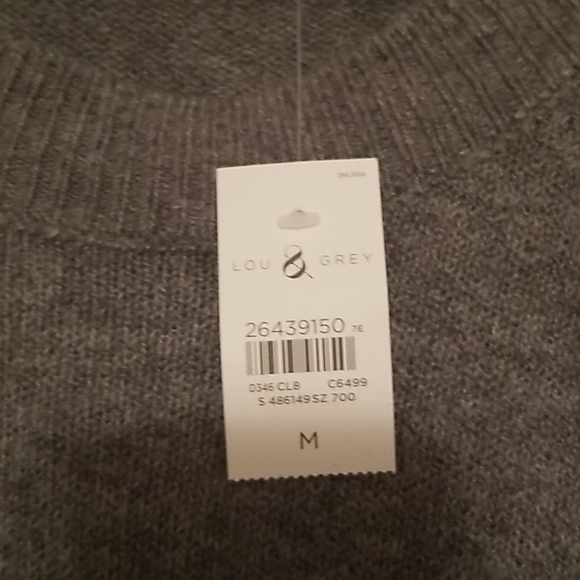 LOU & GREY
26439150 7E
D346 CL8 C6499
S 486149 SZ 700
M